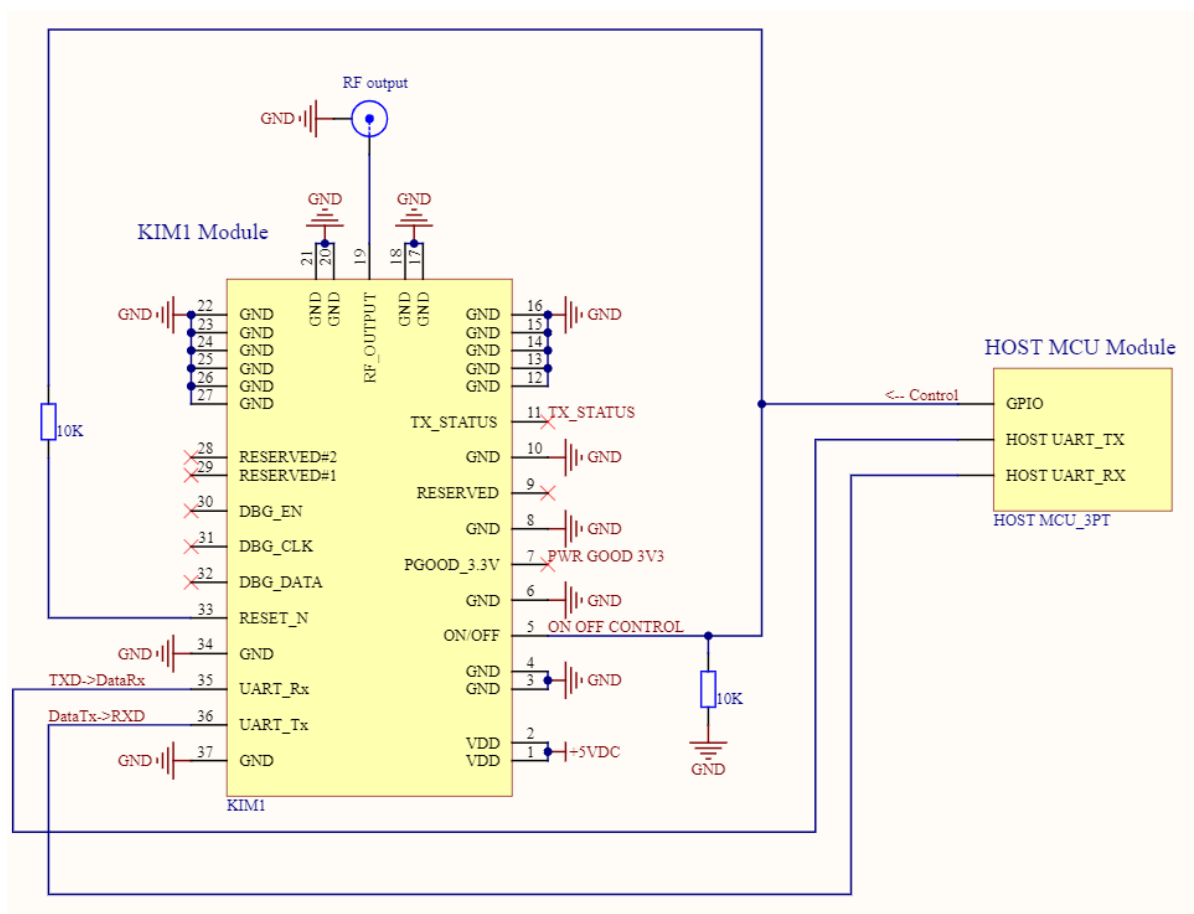 RF output
GND
GND
GND
KIM1 Module
21
20
19
18
17
GND
GND
RF_OUTPUT
GND
GND
GND
22
GND
23
GND
24
GND
25
GND
26
GND
27
GND
28
RESERVED#2
29
RESERVED#1
30
DBG_EN
31
DBG_CLK
32
DBG_DATA
33
RESET_N
GND
34
GND
TXD->DataRx
35
UART_Rx
DataTx->RXD
36
UART_Tx
GND
37
GND
10K
GND
16
GND
GND
15
GND
14
GND
13
GND
12
TX_STATUS
11
TX_STATUS
GND
10
GND
RESERVED
9
GND
8
GND
PGOOD_3.3V
7
PWR GOOD 3V3
GND
6
GND
ON/OFF
5
ON OFF CONTROL
GND
4
GND
3
GND
VDD
2
VDD
1
+5VDC
KIM1
10K
GND
HOST MCU Module
<-- Control
GPIO
HOST UART_TX
HOST UART_RX
HOST MCU_3PT